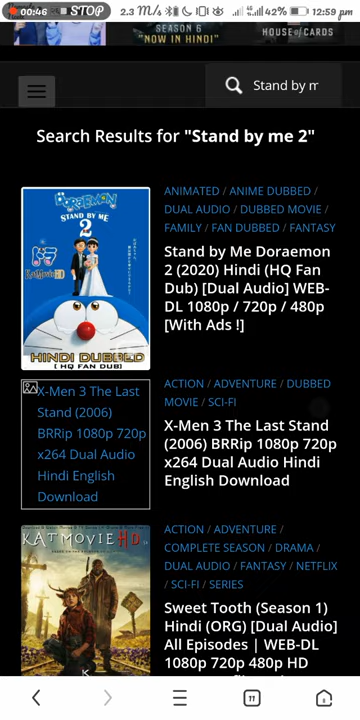 00:46 STOP 2.3 M/s 42% 12:59 pm
SEASON 6
"NOW IN HINDI"
HOUSE of CARDS
Stand by m
Search Results for "Stand by me 2"
DORAEMON
STAND BY ME
2
KatMovieHD
HINDI DUBBED
[ HQ FAN DUB]
ANIMATED / ANIME DUBBED /
DUAL AUDIO / DUBBED MOVIE /
FAMILY / FAN DUBBED / FANTASY
Stand by Me Doraemon
2 (2020) Hindi (HQ Fan
Dub) [Dual Audio] WEB-
DL 1080p / 720p / 480p
[With Ads !]
X-Men 3 The Last
Stand (2006)
BRRip 1080p 720p
x264 Dual Audio
Hindi English
Download
ACTION / ADVENTURE / DUBBED
MOVIE / SCI-FI
X-Men 3 The Last Stand
(2006) BRRip 1080p 720p
x264 Dual Audio Hindi
English Download
KATMOVIEHD
ACTION / ADVENTURE /
COMPLETE SEASON / DRAMA /
DUAL AUDIO / FANTASY / NETFLIX
/ SCI-FI / SERIES
Sweet Tooth (Season 1)
Hindi (ORG) [Dual Audio]
All Episodes | WEB-DL
1080p 720p 480p HD